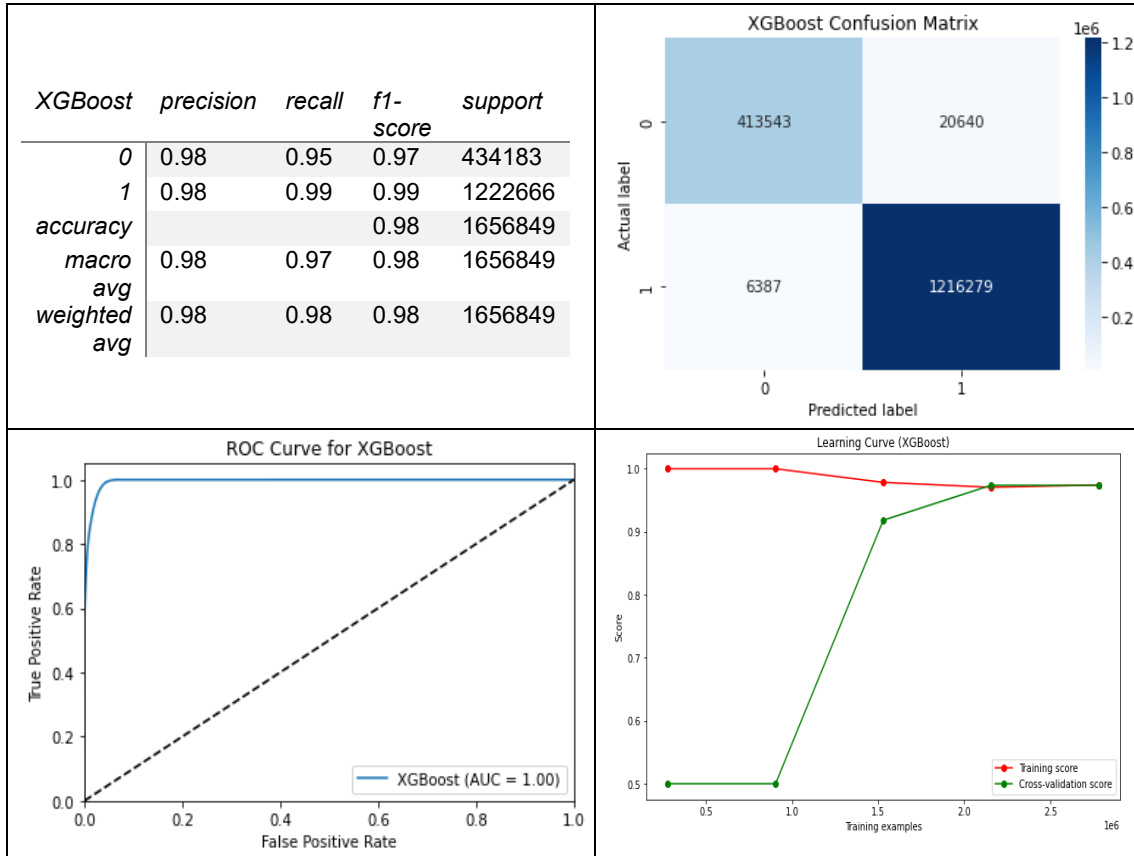 XGBoost precision recall f1-
score support
0 0.98 0.95 0.97 434183
1 0.98 0.99 0.99 1222666
accuracy 0.98 1656849
macro
avg 0.98 0.97 0.98 1656849
weighted
avg 0.98 0.98 0.98 1656849
XGBoost Confusion Matrix
1e6
1.2
1.0
0.8
0.6
0.4
0.2
Actual label
0
1
413543 20640
6387 1216279
0 1
Predicted label
ROC Curve for XGBoost
True Positive Rate
1.0
0.8
0.6
0.4
0.2
0.0
XGBoost (AUC = 1.00)
0.0 0.2 0.4 0.6 0.8 1.0
False Positive Rate
Learning Curve (XGBoost)
Score
1.0
0.9
0.8
0.7
0.6
0.5
Training score
Cross-validation score
0.5 1.0 1.5 2.0 2.5
Training examples
1e6